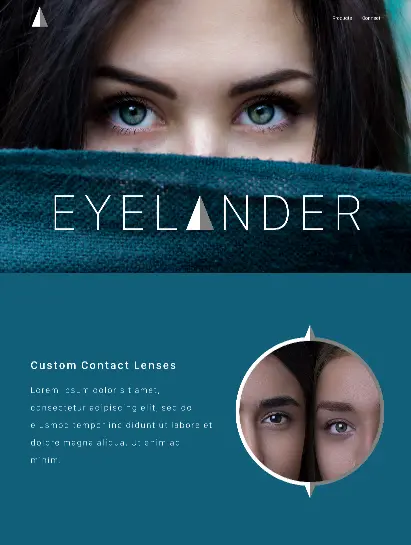 Products Connect
EYELANDER
Custom Contact Lenses
Lorem ipsum dolor sit amet,
consectetur adipiscing elit, sed do
eiusmod tempor incididunt ut labore et
dolore magna aliqua. Ut enim ad
minim.